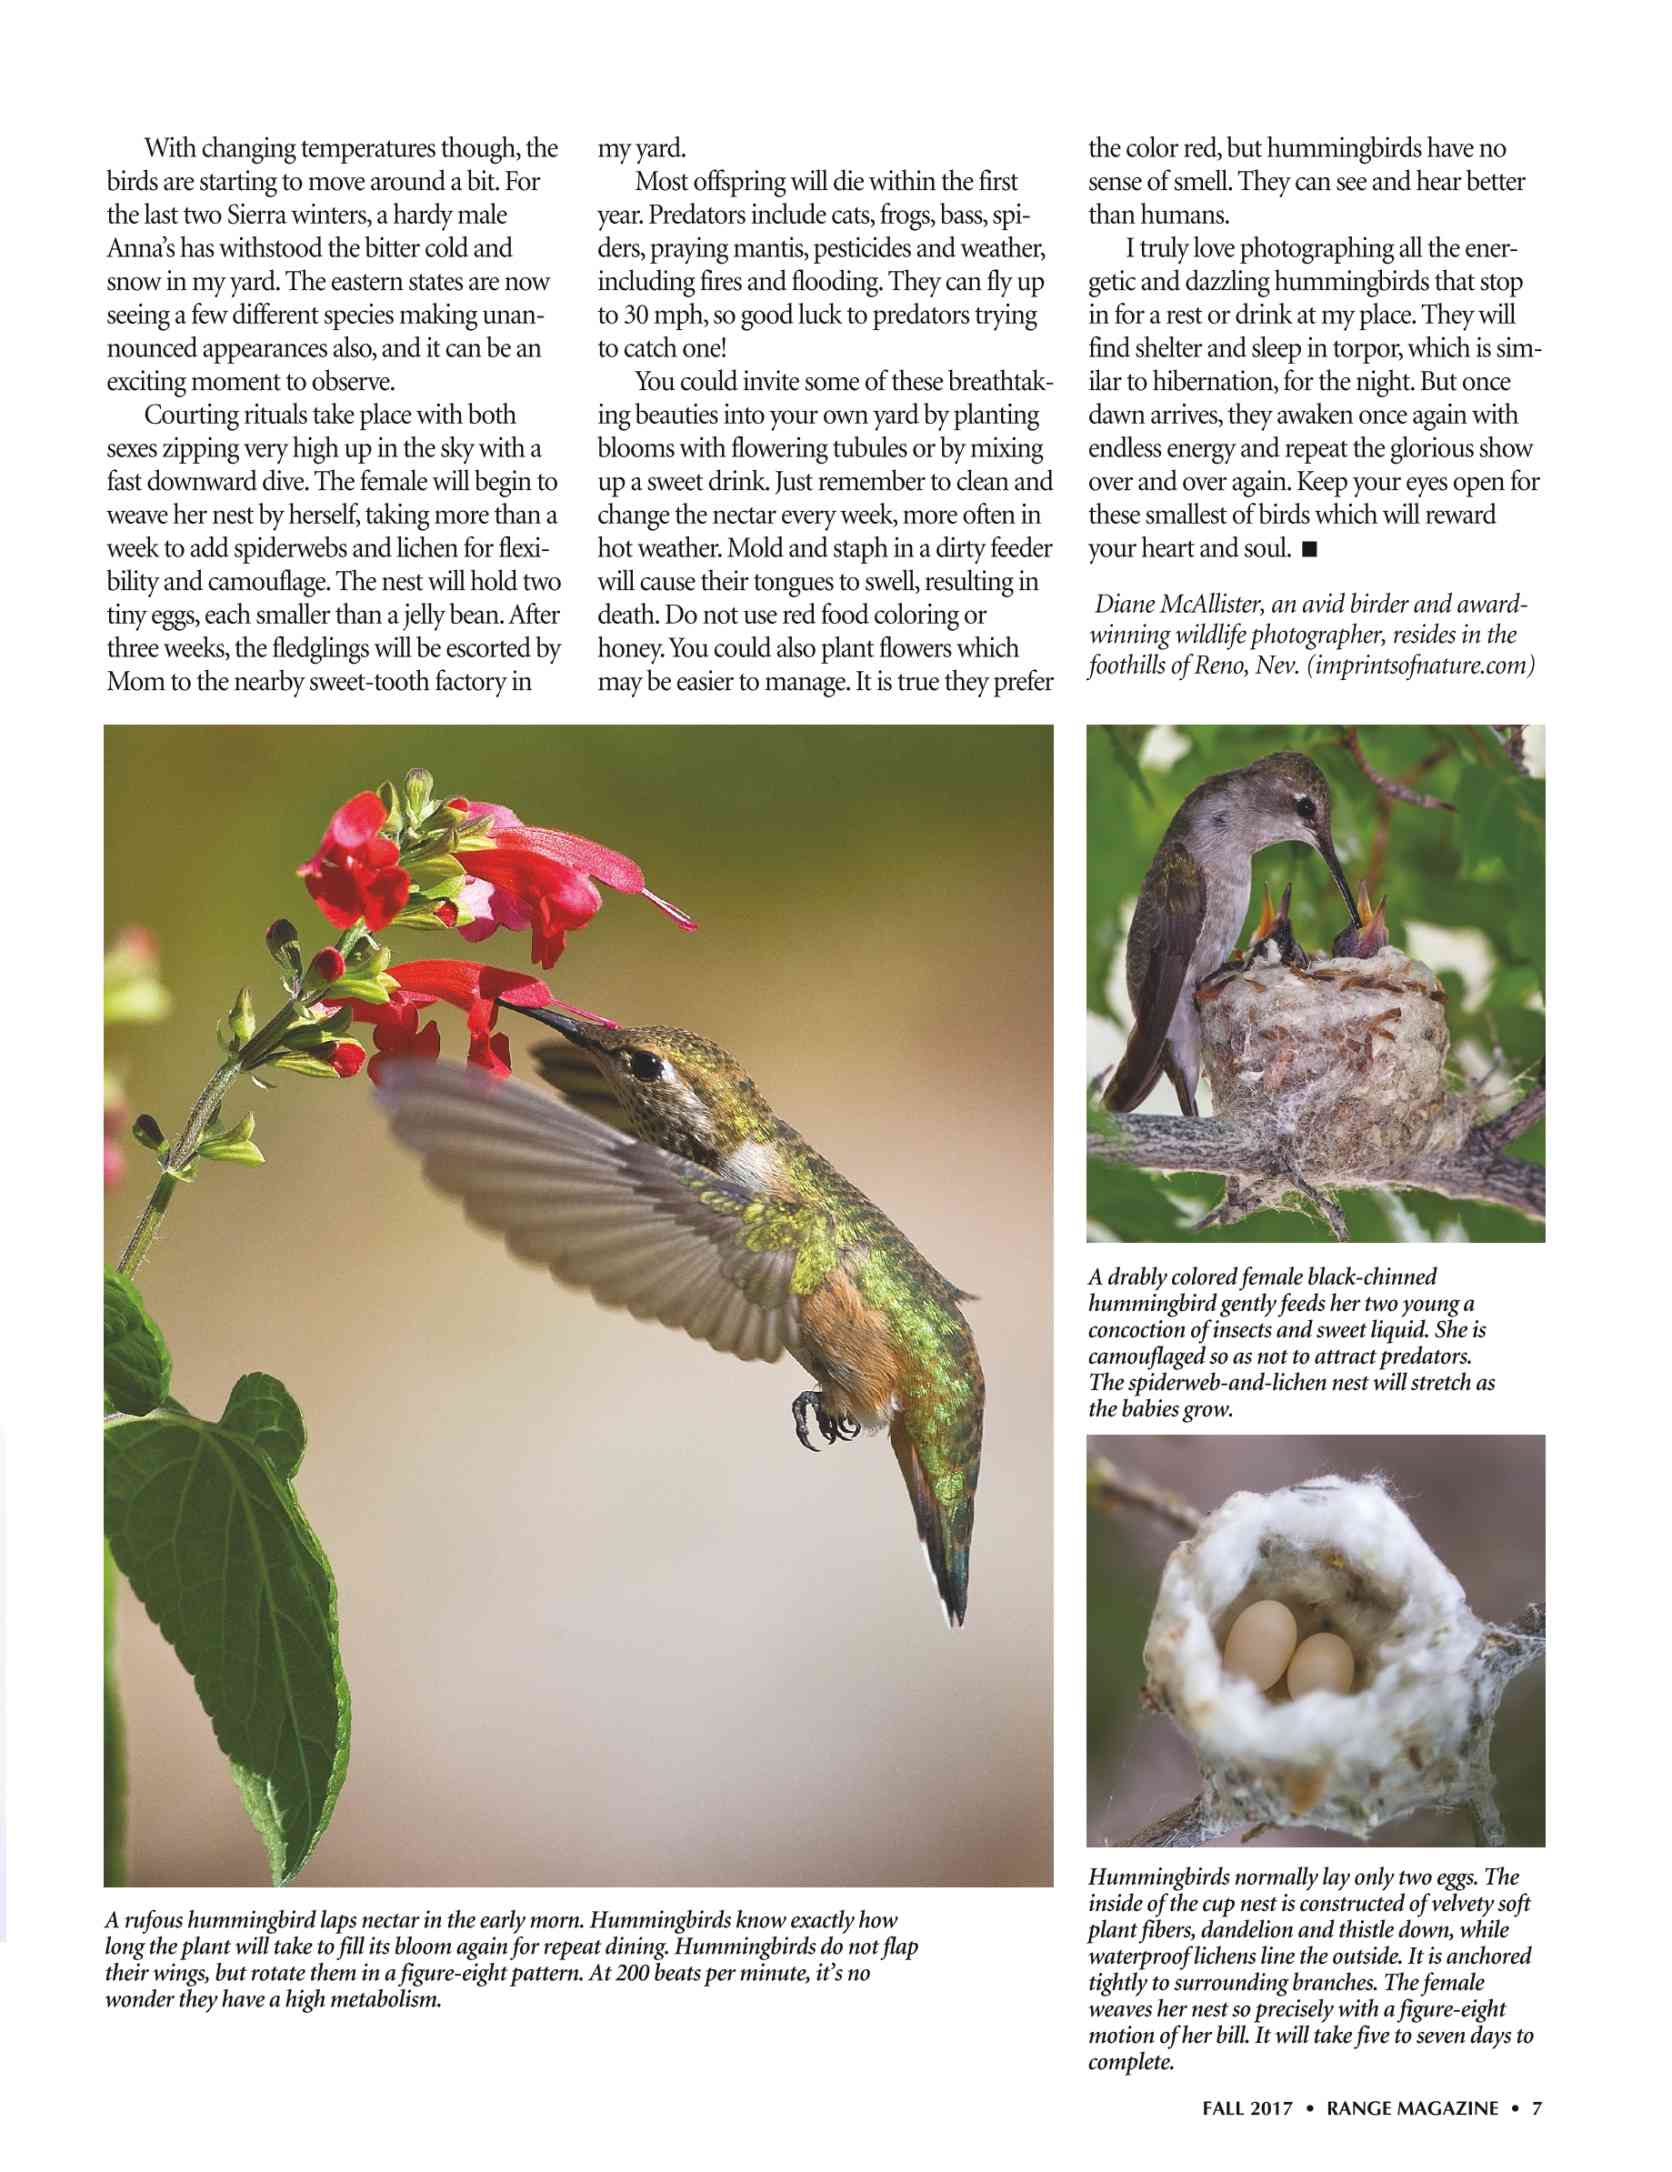 With changing temperatures though, the
birds are starting to move around a bit. For
the last two Sierra winters, a hardy male
Anna's has withstood the bitter cold and
snow in my yard. The eastern states are now
seeing a few different species making unan-
nounced appearances also, and it can be an
exciting moment to observe.
Courting rituals take place with both
sexes zipping very high up in the sky with a
fast downward dive. The female will begin to
weave her nest by herself, taking more than a
week to add spiderwebs and lichen for flexi-
bility and camouflage. The nest will hold two
tiny eggs, each smaller than a jelly bean. After
three weeks, the fledglings will be escorted by
Mom to the nearby sweet-tooth factory in
my yard.
Most offspring will die within the first
year. Predators include cats, frogs, bass, spi-
ders, praying mantis, pesticides and weather,
including fires and flooding. They can fly up
to 30 mph, so good luck to predators trying
to catch one!
You could invite some of these breathtak-
ing beauties into your own yard by planting
blooms with flowering tubules or by mixing
up a sweet drink. Just remember to clean and
change the nectar every week, more often in
hot weather. Mold and staph in a dirty feeder
will cause their tongues to swell, resulting in
death. Do not use red food coloring or
honey. You could also plant flowers which
may be easier to manage. It is true they prefer
the color red, but hummingbirds have no
sense of smell. They can see and hear better
than humans.
I truly love photographing all the ener-
getic and dazzling hummingbirds that stop
in for a rest or drink at my place. They will
find shelter and sleep in torpor, which is sim-
ilar to hibernation, for the night. But once
dawn arrives, they awaken once again with
endless energy and repeat the glorious show
over and over again. Keep your eyes open for
these smallest of birds which will reward
your heart and soul. ■
Diane McAllister, an avid birder and award-
winning wildlife photographer, resides in the
foothills of Reno, Nev. (imprintsofnature.com)
A drably colored female black-chinned
hummingbird gently feeds her two young a
concoction of insects and sweet liquid. She is
camouflaged so as not to attract predators.
The spiderweb-and-lichen nest will stretch as
the babies grow.
A rufous hummingbird laps nectar in the early morn. Hummingbirds know exactly how
long the plant will take to fill its bloom again for repeat dining. Hummingbirds do not flap
their wings, but rotate them in a figure-eight pattern. At 200 beats per minute, it's no
wonder they have a high metabolism.
Hummingbirds normally lay only two eggs. The
inside of the cup nest is constructed of velvety soft
plant fibers, dandelion and thistle down, while
waterproof lichens line the outside. It is anchored
tightly to surrounding branches. The female
weaves her nest so precisely with a figure-eight
motion of her bill. It will take five to seven days to
complete.
FALL 2017 • RANGE MAGAZINE • 7